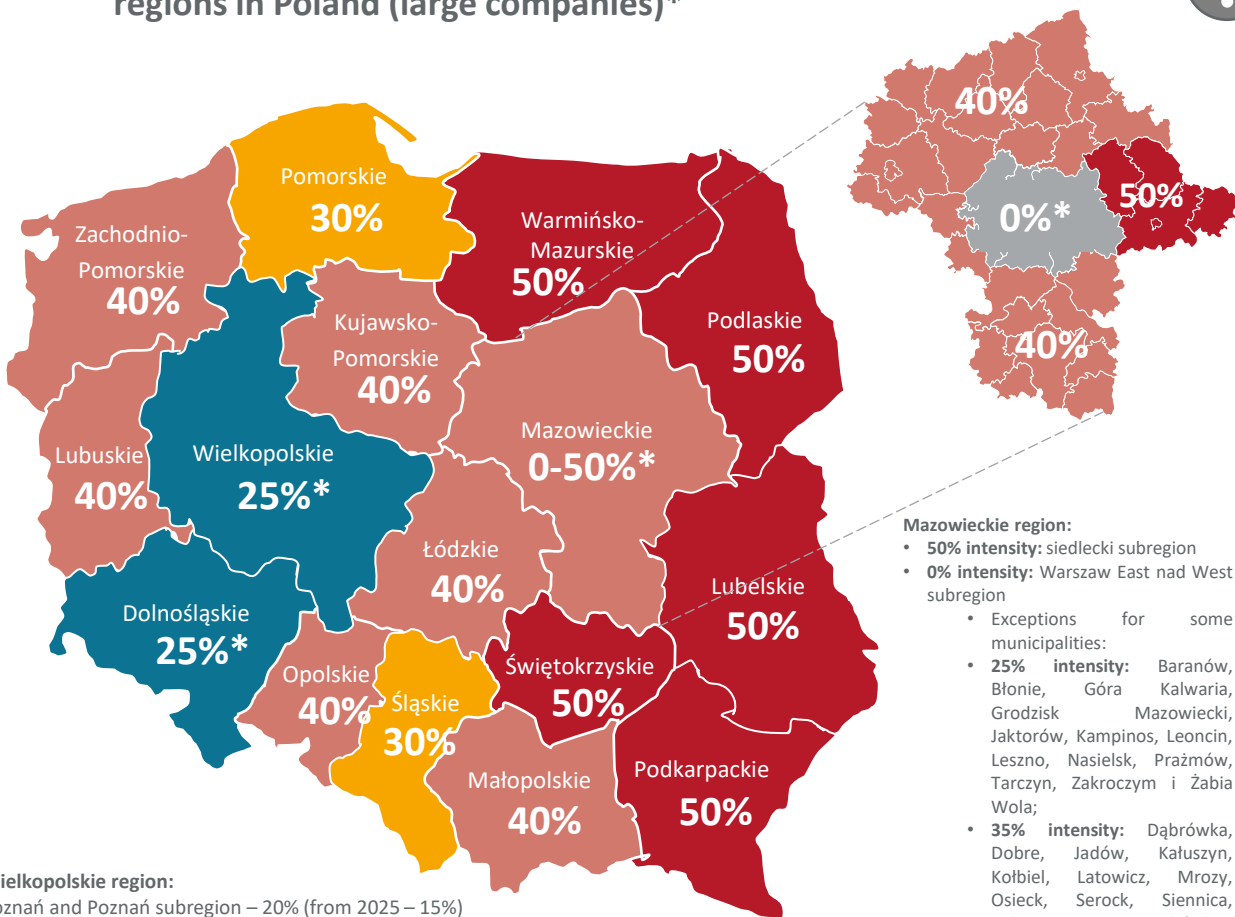 regions in Poland (large companies)*
40%
50%
0%*
40%
Pomorskie
30%
Zachodnio-
Pomorskie
40%
Warmińsko-
Mazurskie
50%
Kujawsko-
Pomorskie
40%
Podlaskie
50%
Lubuskie
40%
Wielkopolskie
25%*
Mazowieckie
0-50%*
Łódzkie
40%
Lubelskie
50%
Dolnośląskie
25%*
Opolskie
40%
Śląskie
30%
Świętokrzyskie
50%
Małopolskie
40%
Podkarpackie
50%
Mazowieckie region:
• 50% intensity: siedlecki subregion
• 0% intensity: Warszaw East nad West
subregion
• Exceptions for some
municipalities:
• 25% intensity: Baranów,
Błonie, Góra Kalwaria,
Grodzisk Mazowiecki,
Jaktorów, Kampinos, Leoncin,
Leszno, Nasielsk, Prażmów,
Tarczyn, Zakroczym i Żabia
Wola;
• 35% intensity: Dąbrówka,
Dobre, Jadów, Kałuszyn,
Kołbiel, Latowicz, Mrozy,
Osieck, Serock, Siennica,
ielkopolskie region:
oznań and Poznań subregion – 20% (from 2025 – 15%)